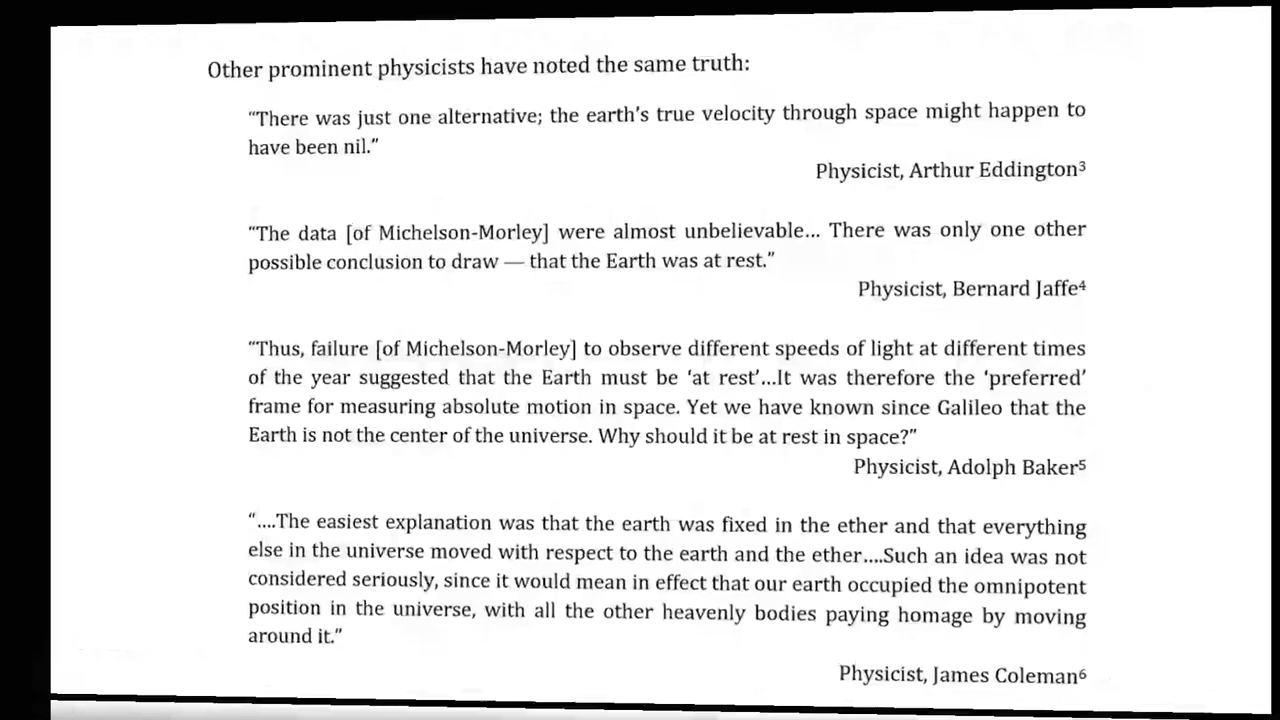 Other prominent physicists have noted the same truth:
“There was just one alternative; the earth’s true velocity through space might happen to
have been nil.”
Physicist, Arthur Eddington³
“The data [of Michelson-Morley] were almost unbelievable... There was only one other
possible conclusion to draw — that the Earth was at rest.”
Physicist, Bernard Jaffe⁴
“Thus, failure [of Michelson-Morley] to observe different speeds of light at different times
of the year suggested that the Earth must be ‘at rest’...It was therefore the ‘preferred’
frame for measuring absolute motion in space. Yet we have known since Galileo that the
Earth is not the center of the universe. Why should it be at rest in space?”
Physicist, Adolph Baker⁵
“....The easiest explanation was that the earth was fixed in the ether and that everything
else in the universe moved with respect to the earth and the ether....Such an idea was not
considered seriously, since it would mean in effect that our earth occupied the omnipotent
position in the universe, with all the other heavenly bodies paying homage by moving
around it.”
Physicist, James Coleman⁶